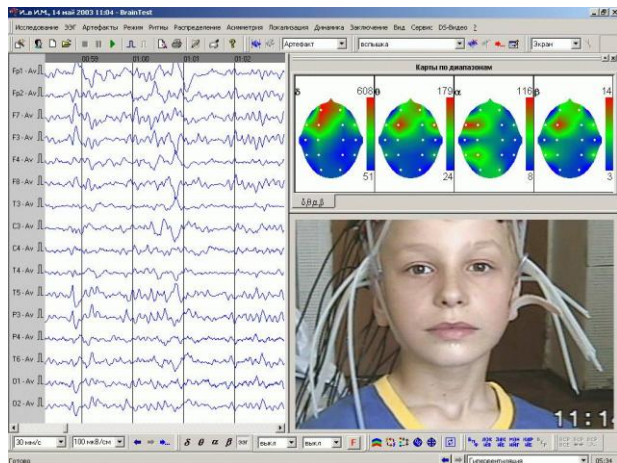 И..в И.М., 14 май 2003 11:04 - BrainTest
Исследование ЭЭГ Артефакты Режим Ритмы Распределение Асимметрия Локализация Динамика Заключение Вид Сервис DS-Видео ?
Артефакт вспышка Экран
00:59 01:00 01:01 01:02
Карты по диапазонам
Fp1 - Av
Fp2 - Av
F7 - Av
F3 - Av
F4 - Av
F8 - Av
T3 - Av
C3 - Av
C4 - Av
T4 - Av
T5 - Av
P3 - Av
P4 - Av
T6 - Av
O1 - Av
O2 - Av
δ 608 θ 179 α 116 β 14
51 24 8 3
δ,θ,α,β
11:14
30 мм/с 100 мкВ/см δ θ α β ээг выкл выкл F
Готово Гипервентиляция 05:34